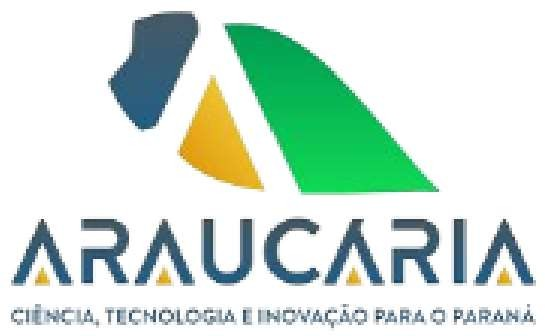 ARAUCÁRIA
CIÊNCIA, TECNOLOGIA E INOVAÇÃO PARA O PARANÁ